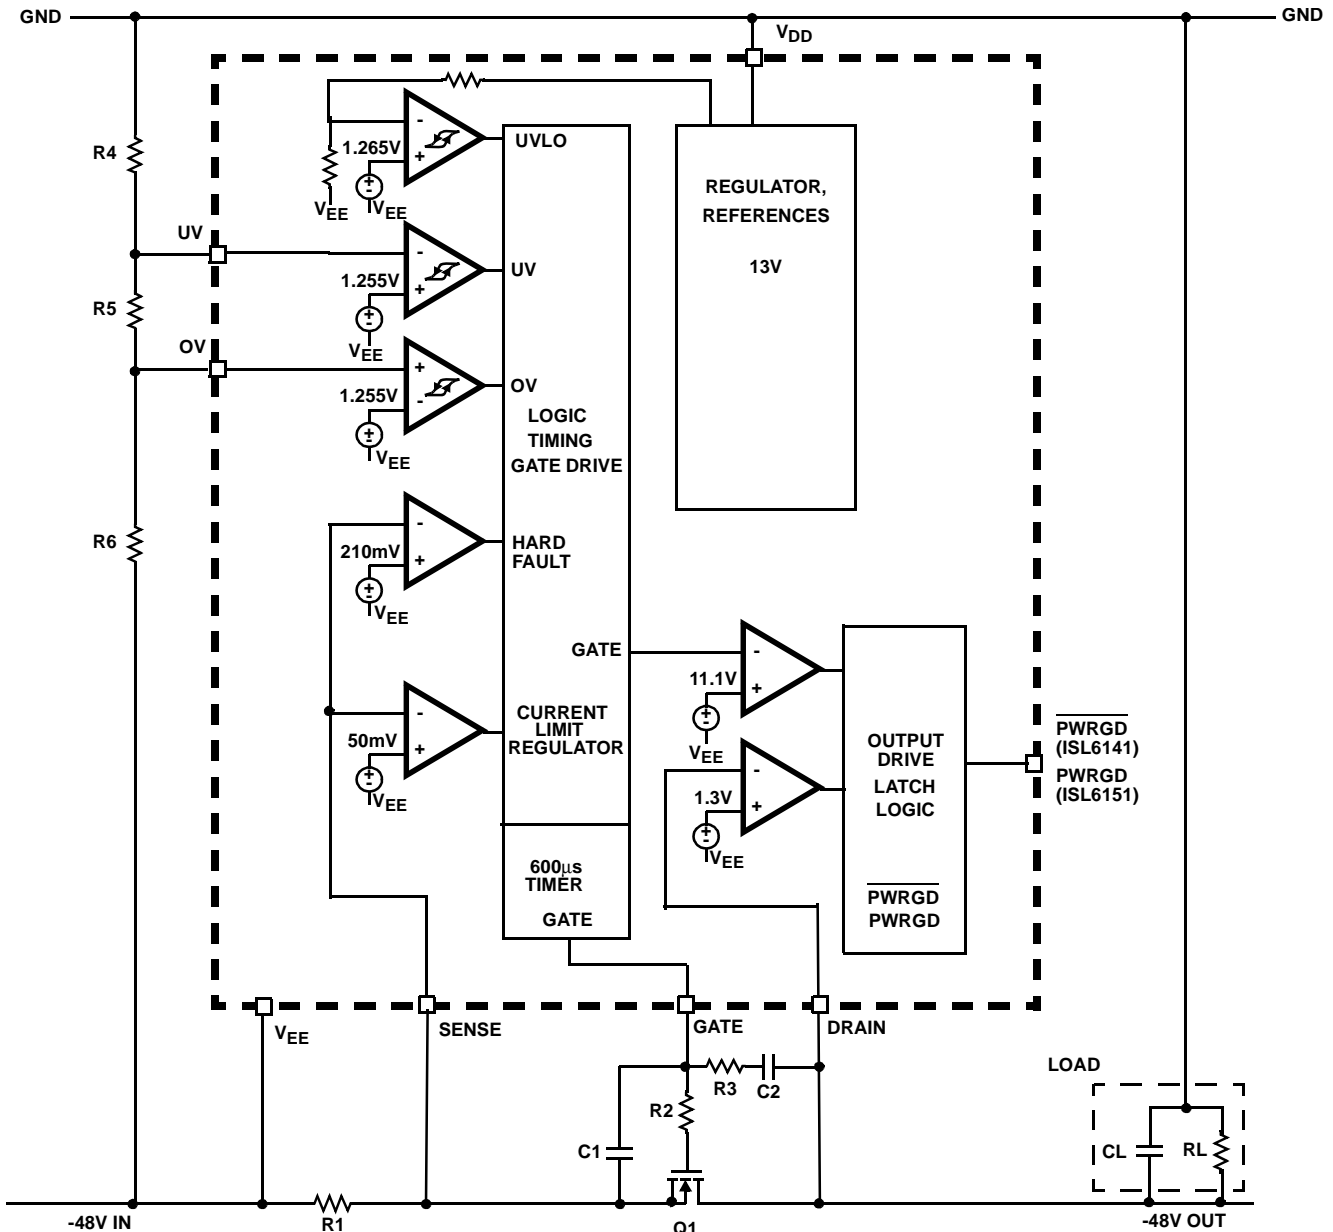 GND
GND
VDD
R4
1.265V
-
+
+
-
VEE
VEE
UVLO
REGULATOR,
REFERENCES
13V
UV
-
+
1.255V
+
-
VEE
UV
R5
OV
+
-
1.255V
+
-
VEE
OV
LOGIC
TIMING
GATE DRIVE
R6
-
+
210mV
+
-
VEE
HARD
FAULT
GATE
-
+
11.1V
+
-
VEE
-
+
50mV
+
-
VEE
CURRENT
LIMIT
REGULATOR
-
+
1.3V
+
-
VEE
OUTPUT
DRIVE
LATCH
LOGIC
PWRGD
PWRGD
PWRGD
(ISL6141)
PWRGD
(ISL6151)
600μs
TIMER
GATE
VEE
SENSE
GATE
DRAIN
LOAD
R3
C2
R2
C1
CL
RL
-48V IN
R1
Q1
-48V OUT